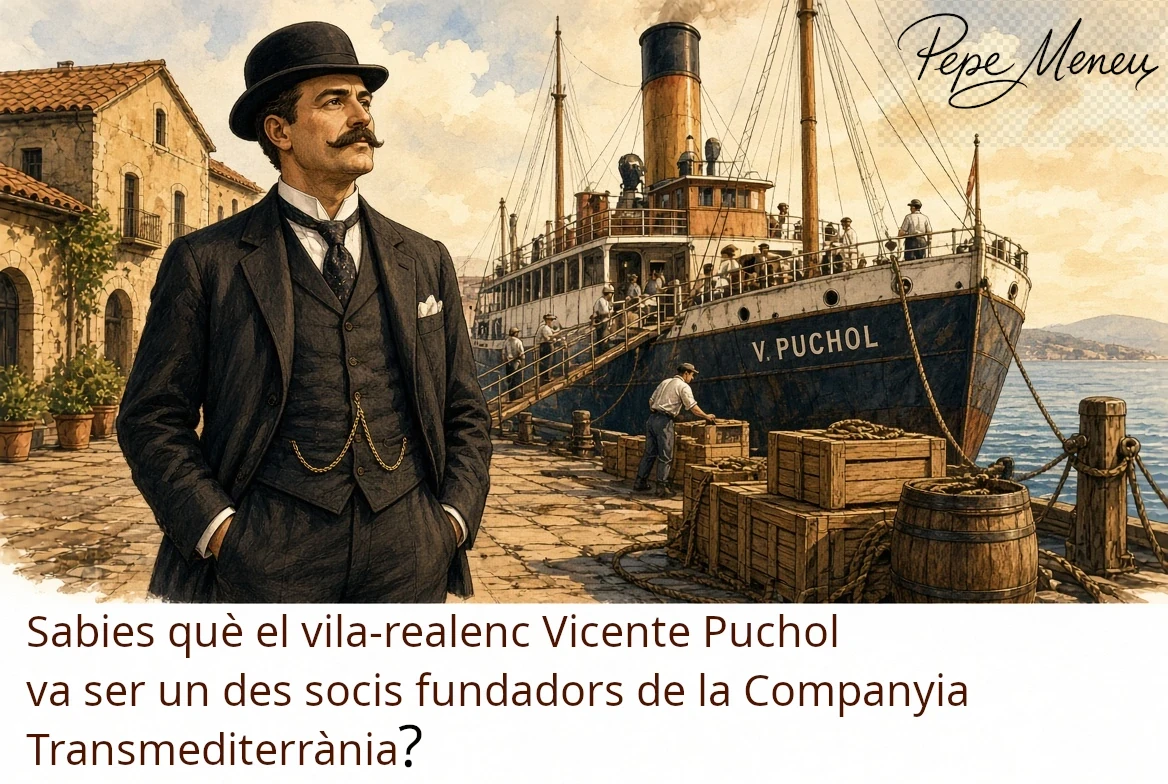 Pepe Meneu
V. PUCHOL
Sabies què el vila-realenc Vicente Puchol
va ser un des socis fundadors de la Companyia
Transmediterrània?